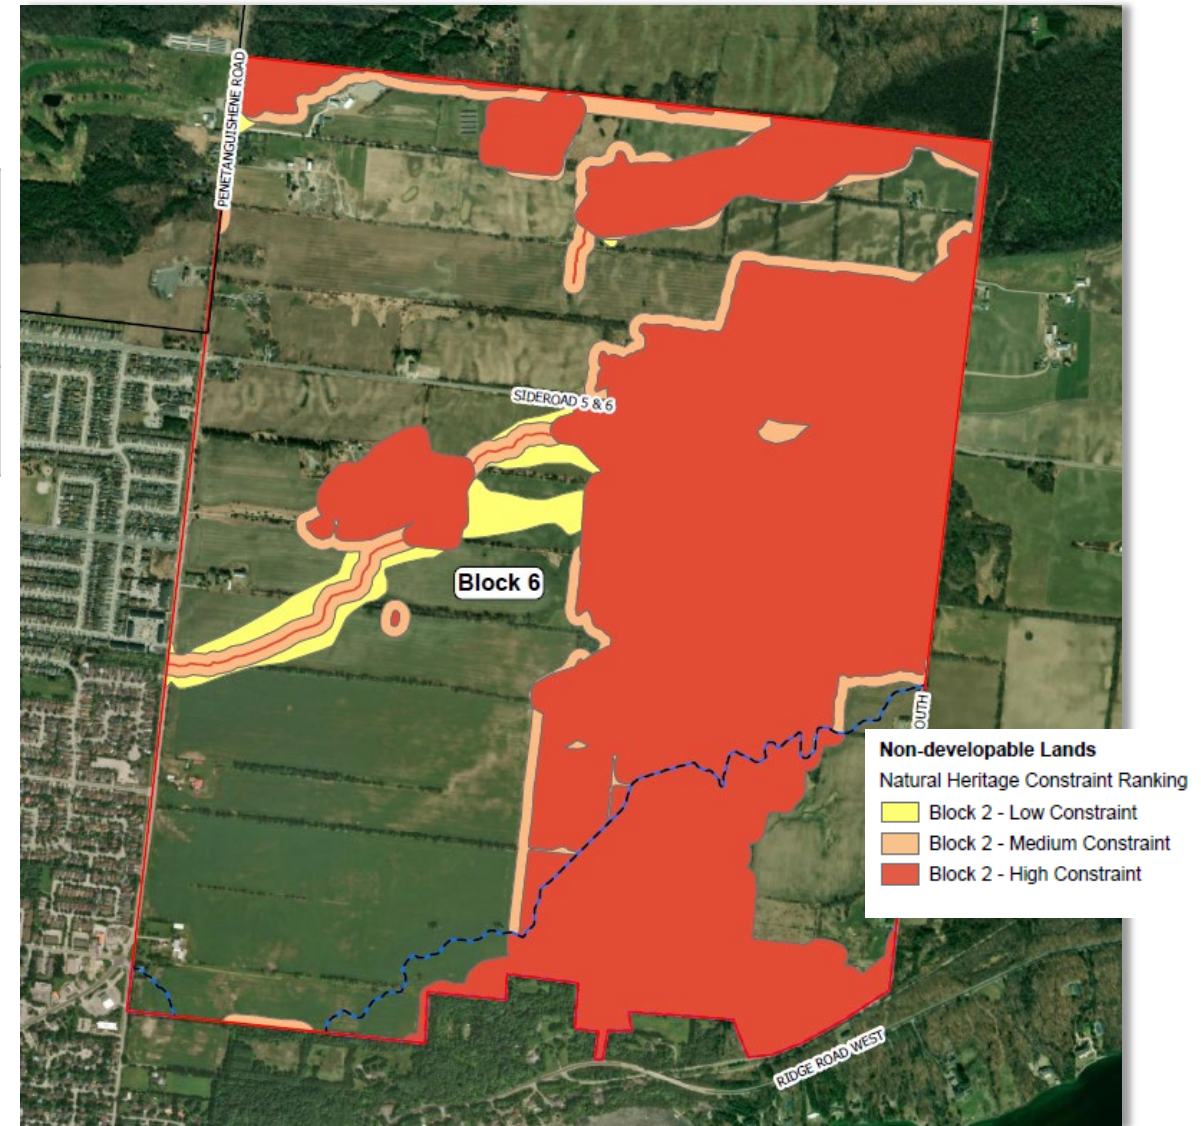 PENETANGUISHENE ROAD
SIDEROAD 5 & 6
Block 6
OUTH
Non-developable Lands
Natural Heritage Constraint Ranking
Block 2 - Low Constraint
Block 2 - Medium Constraint
Block 2 - High Constraint
RIDGE ROAD WEST